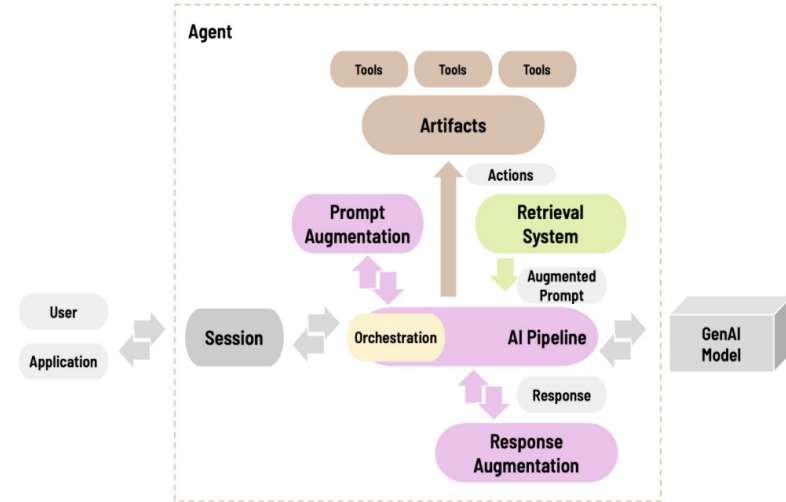 Agent
Tools
Tools
Tools
Artifacts
Actions
Prompt
Augmentation
Retrieval
System
Augmented
Prompt
User
Application
Session
Orchestration
AI Pipeline
GenAI
Model
Response
Response
Augmentation